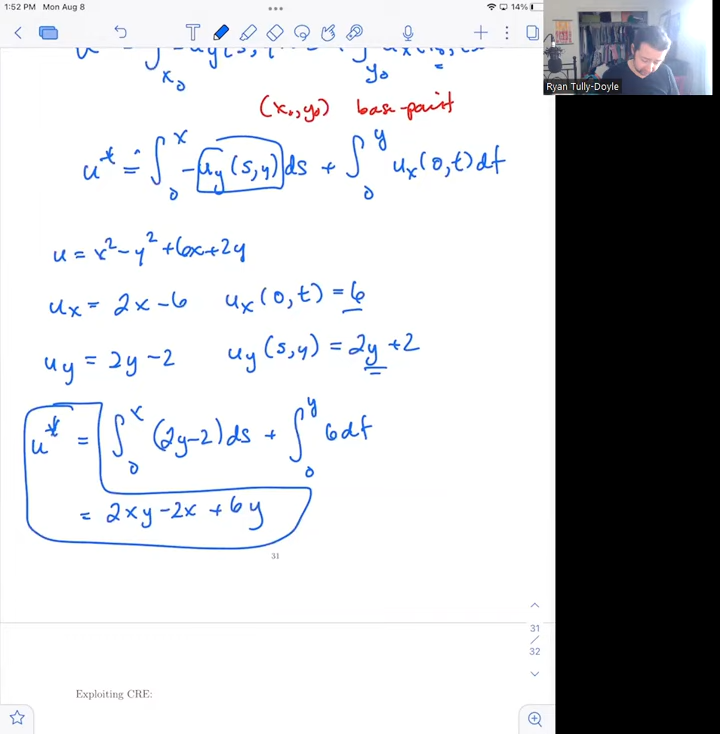 1:52 PM Mon Aug 8
14%
Ryan Tully-Doyle
x₀ y₀
(x₀, y₀) base-point
u* = ∫₀ˣ -u_y(s,y) ds + ∫₀ʸ u_x(0,t) dt
u = x² - y² + 6x + 2y
u_x = 2x - 6 u_x(0,t) = 6
u_y = 2y - 2 u_y(s,y) = 2y + 2
u* = ∫₀ˣ (2y-2) ds + ∫₀ʸ 6 dt
= 2xy - 2x + 6y
31
31
/
32
Exploiting CRE: